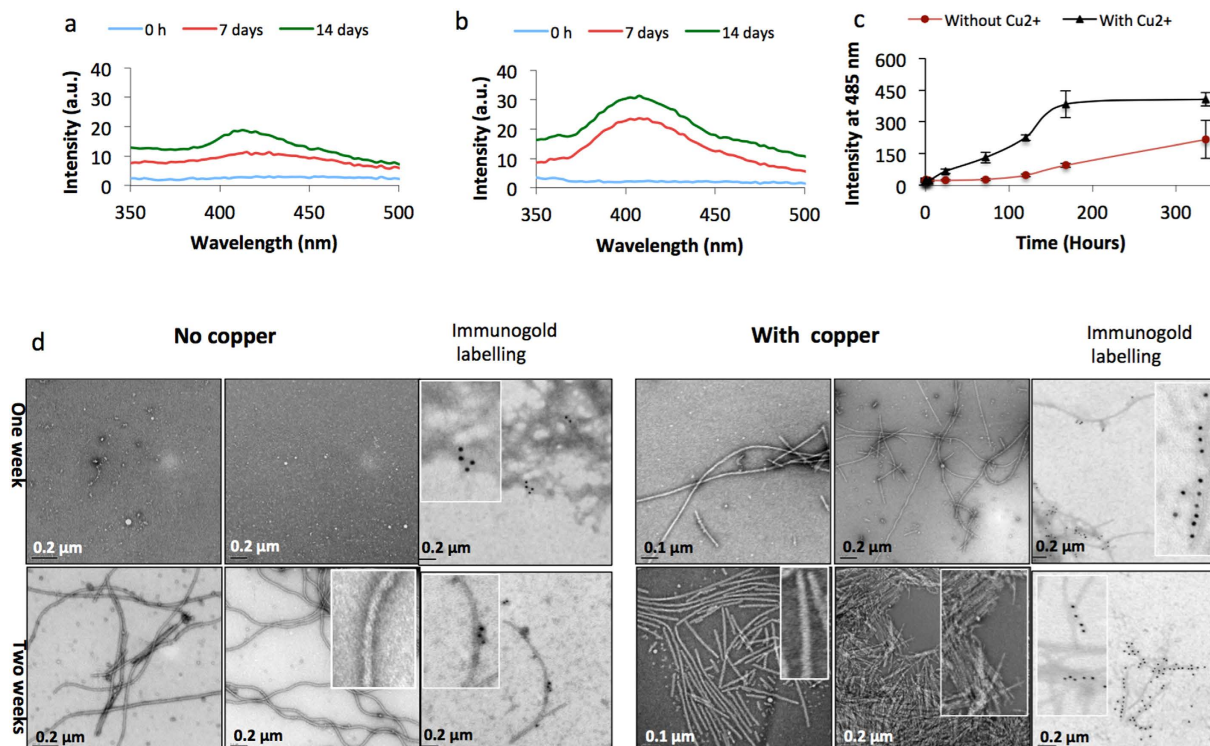 a
0 h 7 days 14 days
Intensity (a.u.)
40
30
20
10
0
350 400 450 500
Wavelength (nm)
b
0 h 7 days 14 days
Intensity (a.u.)
40
30
20
10
0
350 400 450 500
Wavelength (nm)
c
Without Cu2+ With Cu2+
Intensity at 485 nm
600
450
300
150
0
0 100 200 300
Time (Hours)
d
No copper
Immunogold
labelling
With copper
Immunogold
labelling
One week
0.2 μm 0.2 μm 0.2 μm 0.1 μm 0.2 μm 0.2 μm
Two weeks
0.2 μm 0.2 μm 0.2 μm 0.1 μm 0.2 μm 0.2 μm